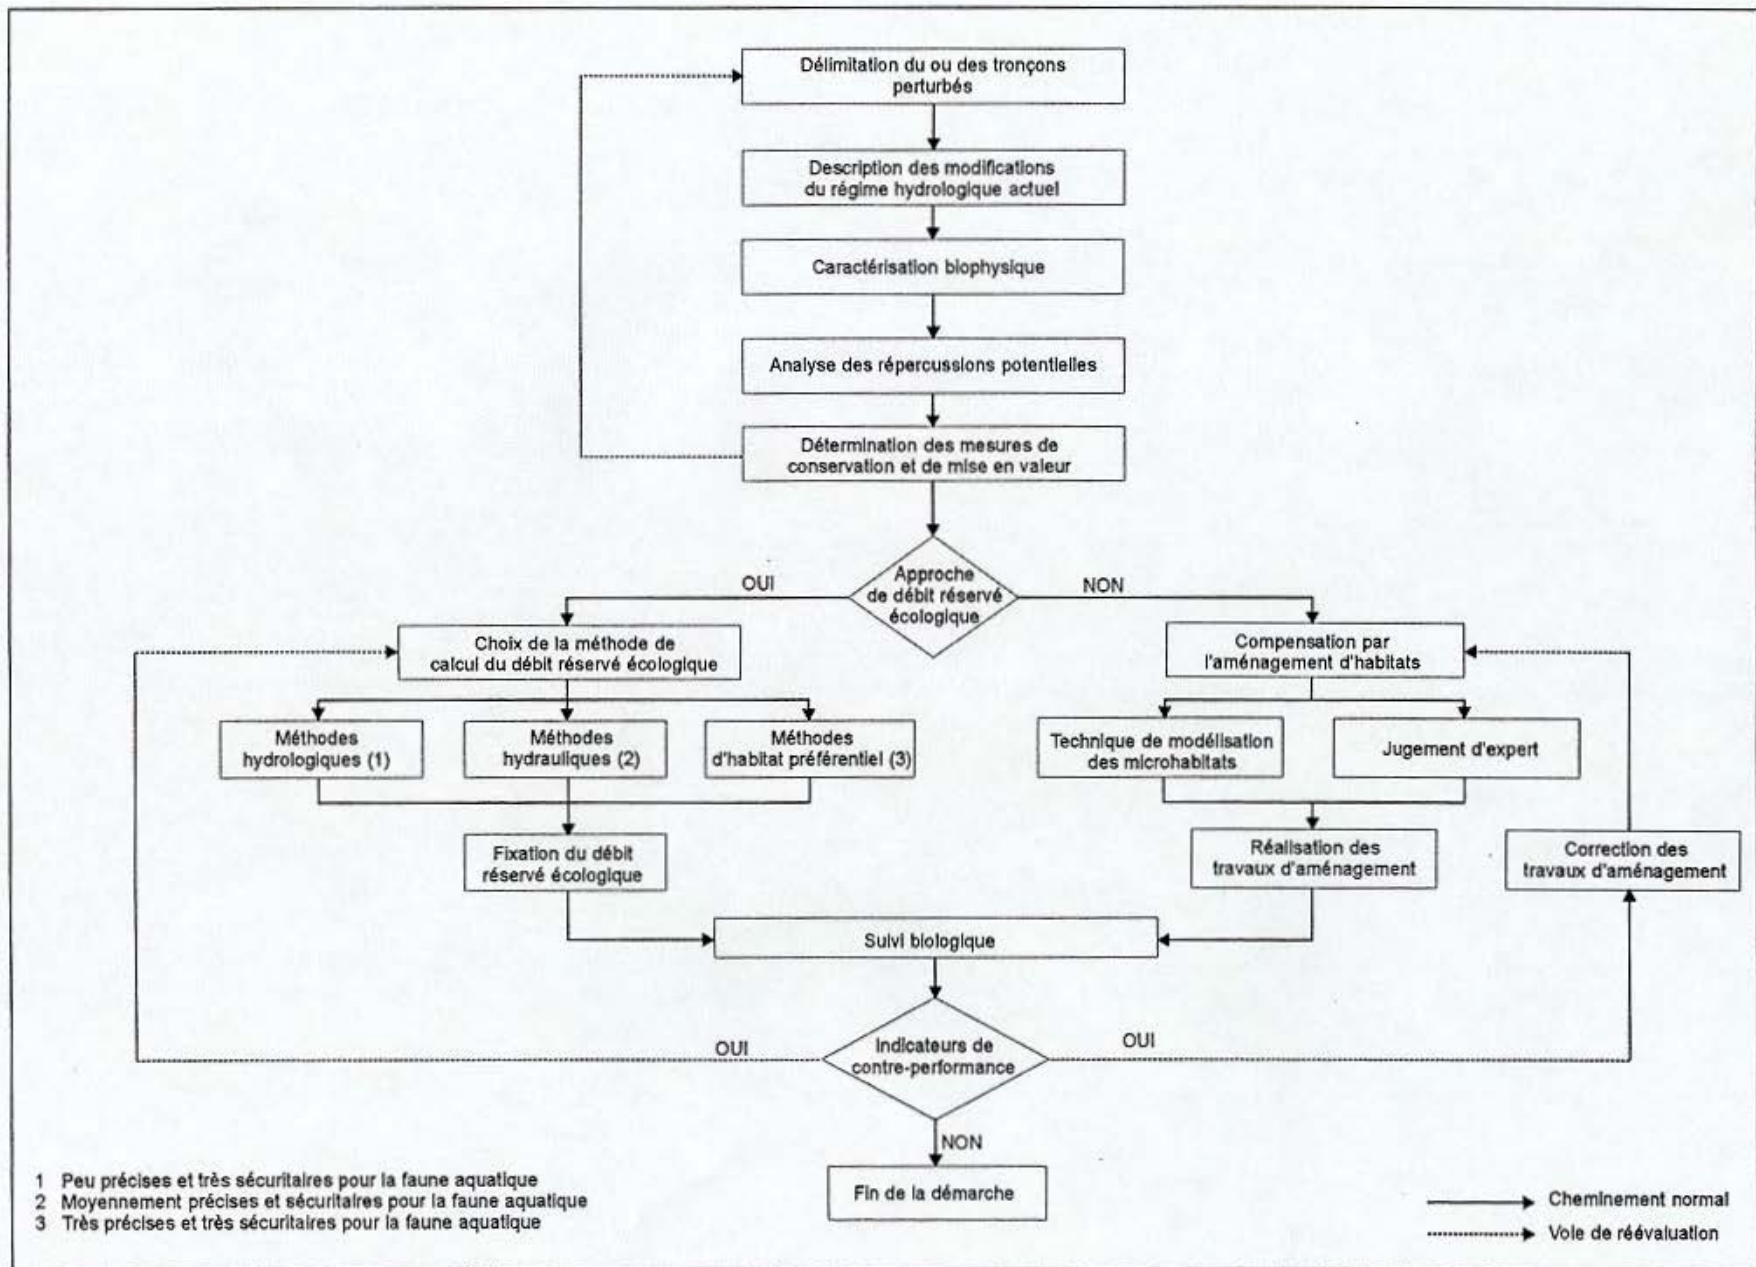 Délimitation du ou des tronçons
perturbés
Description des modifications
du régime hydrologique actuel
Caractérisation biophysique
Analyse des répercussions potentielles
Détermination des mesures de
conservation et de mise en valeur
Approche
de débit réservé
écologique
OUI
NON
Choix de la méthode de
calcul du débit réservé écologique
Compensation par
l'aménagement d'habitats
Méthodes
hydrologiques (1)
Méthodes
hydrauliques (2)
Méthodes
d'habitat préférentiel (3)
Technique de modélisation
des microhabitats
Jugement d'expert
Fixation du débit
réservé écologique
Réalisation des
travaux d'aménagement
Correction des
travaux d'aménagement
Suivi biologique
Indicateurs de
contre-performance
OUI
OUI
NON
Fin de la démarche
1 Peu précises et très sécuritaires pour la faune aquatique
2 Moyennement précises et sécuritaires pour la faune aquatique
3 Très précises et très sécuritaires pour la faune aquatique
Cheminement normal
Voie de réévaluation